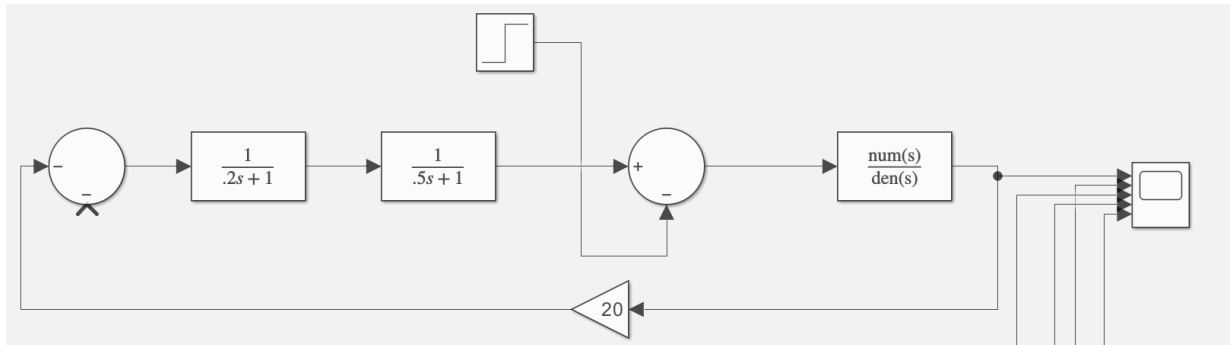 −
−
1
.2s + 1
1
.5s + 1
+
−
num(s)
den(s)
20